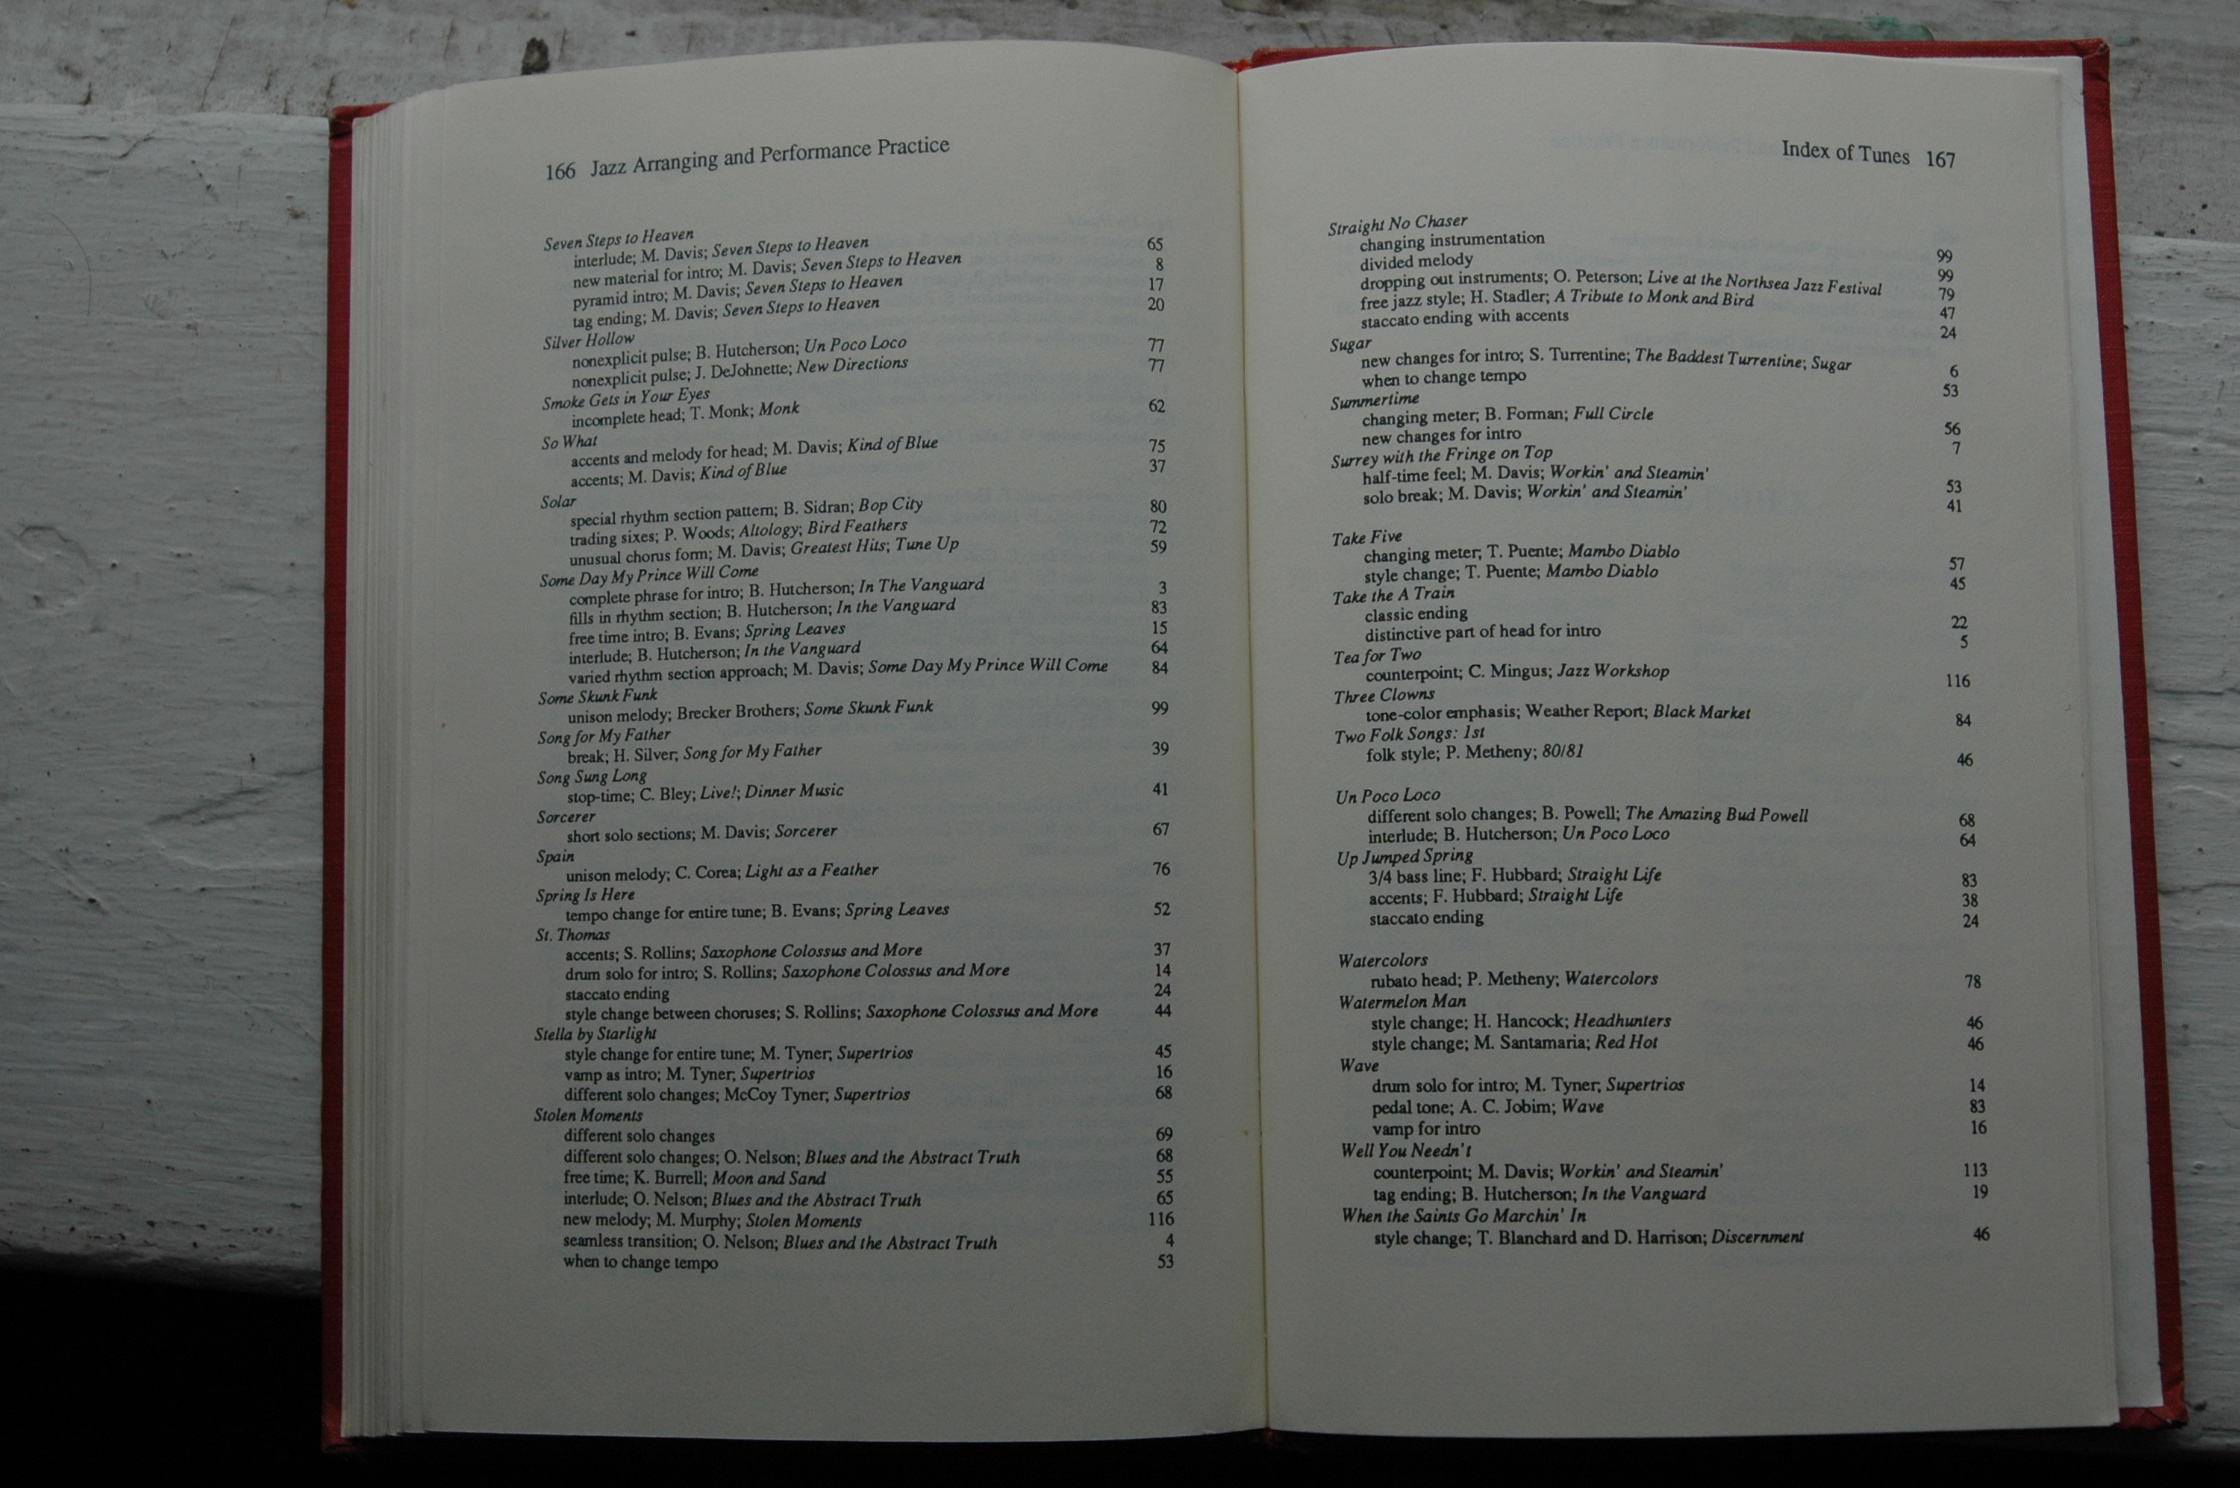 166 Jazz Arranging and Performance Practice
Seven Steps to Heaven
interlude; M. Davis; Seven Steps to Heaven 65
new material for intro; M. Davis; Seven Steps to Heaven 8
pyramid intro; M. Davis; Seven Steps to Heaven 17
tag ending; M. Davis; Seven Steps to Heaven 20
Silver Hollow
nonexplicit pulse; B. Hutcherson; Un Poco Loco 77
nonexplicit pulse; J. DeJohnette; New Directions 77
Smoke Gets in Your Eyes
incomplete head; T. Monk; Monk 62
So What
accents and melody for head; M. Davis; Kind of Blue 75
accents; M. Davis; Kind of Blue 37
Solar
special rhythm section pattern; B. Sidran; Bop City 80
trading sixes; P. Woods; Altology; Bird Feathers 72
unusual chorus form; M. Davis; Greatest Hits; Tune Up 59
Some Day My Prince Will Come
complete phrase for intro; B. Hutcherson; In The Vanguard 3
fills in rhythm section; B. Hutcherson; In the Vanguard 83
free time intro; B. Evans; Spring Leaves 15
interlude; B. Hutcherson; In the Vanguard 64
varied rhythm section approach; M. Davis; Some Day My Prince Will Come 84
Some Skunk Funk
unison melody; Brecker Brothers; Some Skunk Funk 99
Song for My Father
break; H. Silver; Song for My Father 39
Song Sung Long
stop-time; C. Bley; Live!; Dinner Music 41
Sorcerer
short solo sections; M. Davis; Sorcerer 67
Spain
unison melody; C. Corea; Light as a Feather 76
Spring Is Here
tempo change for entire tune; B. Evans; Spring Leaves 52
St. Thomas
accents; S. Rollins; Saxophone Colossus and More 37
drum solo for intro; S. Rollins; Saxophone Colossus and More 14
staccato ending 24
style change between choruses; S. Rollins; Saxophone Colossus and More 44
Stella by Starlight
style change for entire tune; M. Tyner; Supertrios 45
vamp as intro; M. Tyner; Supertrios 16
different solo changes; McCoy Tyner; Supertrios 68
Stolen Moments
different solo changes 69
different solo changes; O. Nelson; Blues and the Abstract Truth 68
free time; K. Burrell; Moon and Sand 55
interlude; O. Nelson; Blues and the Abstract Truth 65
new melody; M. Murphy; Stolen Moments 116
seamless transition; O. Nelson; Blues and the Abstract Truth 4
when to change tempo 53
Index of Tunes 167
Straight No Chaser
changing instrumentation 99
divided melody 99
dropping out instruments; O. Peterson; Live at the Northsea Jazz Festival 79
free jazz style; H. Stadler; A Tribute to Monk and Bird 47
staccato ending with accents 24
Sugar
new changes for intro; S. Turrentine; The Baddest Turrentine; Sugar 6
when to change tempo 53
Summertime
changing meter; B. Forman; Full Circle 56
new changes for intro 7
Surrey with the Fringe on Top
half-time feel; M. Davis; Workin' and Steamin' 53
solo break; M. Davis; Workin' and Steamin' 41
Take Five
changing meter; T. Puente; Mambo Diablo 57
style change; T. Puente; Mambo Diablo 45
Take the A Train
classic ending 22
distinctive part of head for intro 5
Tea for Two
counterpoint; C. Mingus; Jazz Workshop 116
Three Clowns
tone-color emphasis; Weather Report; Black Market 84
Two Folk Songs: 1st
folk style; P. Metheny; 80/81 46
Un Poco Loco
different solo changes; B. Powell; The Amazing Bud Powell 68
interlude; B. Hutcherson; Un Poco Loco 64
Up Jumped Spring
3/4 bass line; F. Hubbard; Straight Life 83
accents; F. Hubbard; Straight Life 38
staccato ending 24
Watercolors
rubato head; P. Metheny; Watercolors 78
Watermelon Man
style change; H. Hancock; Headhunters 46
style change; M. Santamaria; Red Hot 46
Wave
drum solo for intro; M. Tyner; Supertrios 14
pedal tone; A. C. Jobim; Wave 83
vamp for intro 16
Well You Needn't
counterpoint; M. Davis; Workin' and Steamin' 113
tag ending; B. Hutcherson; In the Vanguard 19
When the Saints Go Marchin' In
style change; T. Blanchard and D. Harrison; Discernment 46